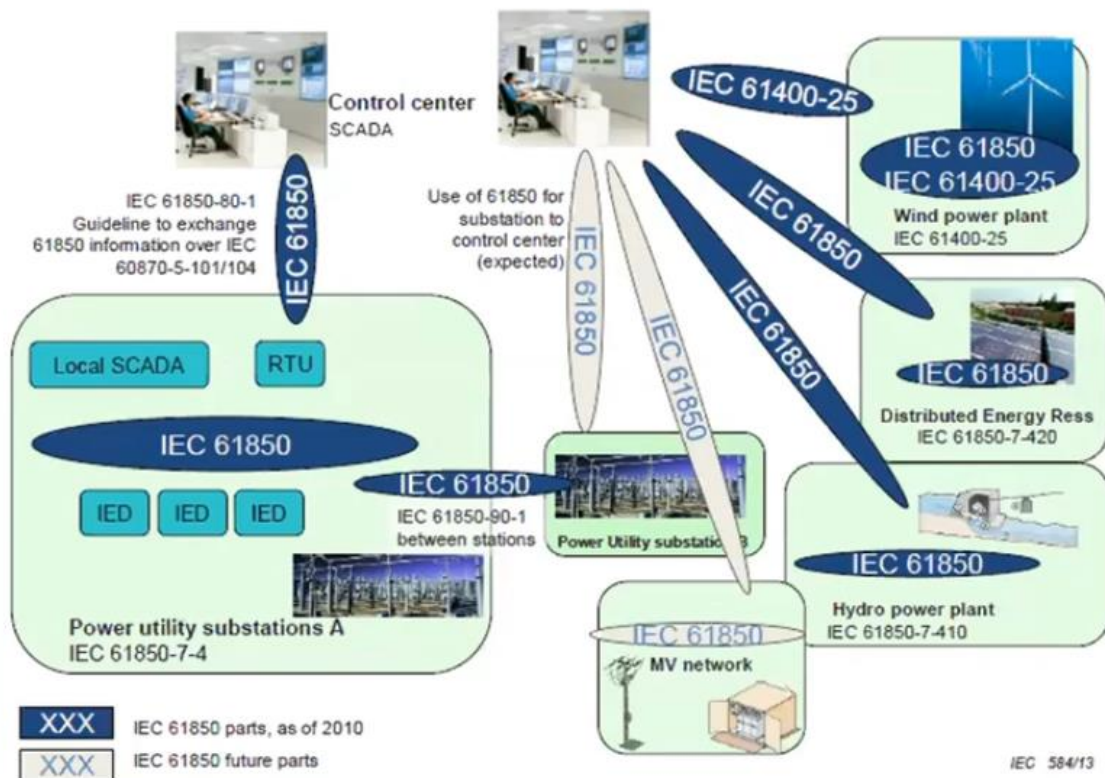 Control center
SCADA
IEC 61400-25
IEC 61850
IEC 61400-25
Wind power plant
IEC 61400-25
IEC 61850-80-1
Guideline to exchange
61850 information over IEC
60870-5-101/104
IEC 61850
Use of 61850 for
substation to
control center
(expected)
IEC 61850
IEC 61850
IEC 61850
IEC 61850
Local SCADA
RTU
IEC 61850
Distributed Energy Ress
IEC 61850-7-420
IEC 61850
IED
IED
IED
IEC 61850
IEC 61850-90-1
between stations
Power Utility substation B
IEC 61850
Hydro power plant
IEC 61850-7-410
Power utility substations A
IEC 61850-7-4
IEC 61850
MV network
XXX
IEC 61850 parts, as of 2010
XXX
IEC 61850 future parts
IEC 584/13